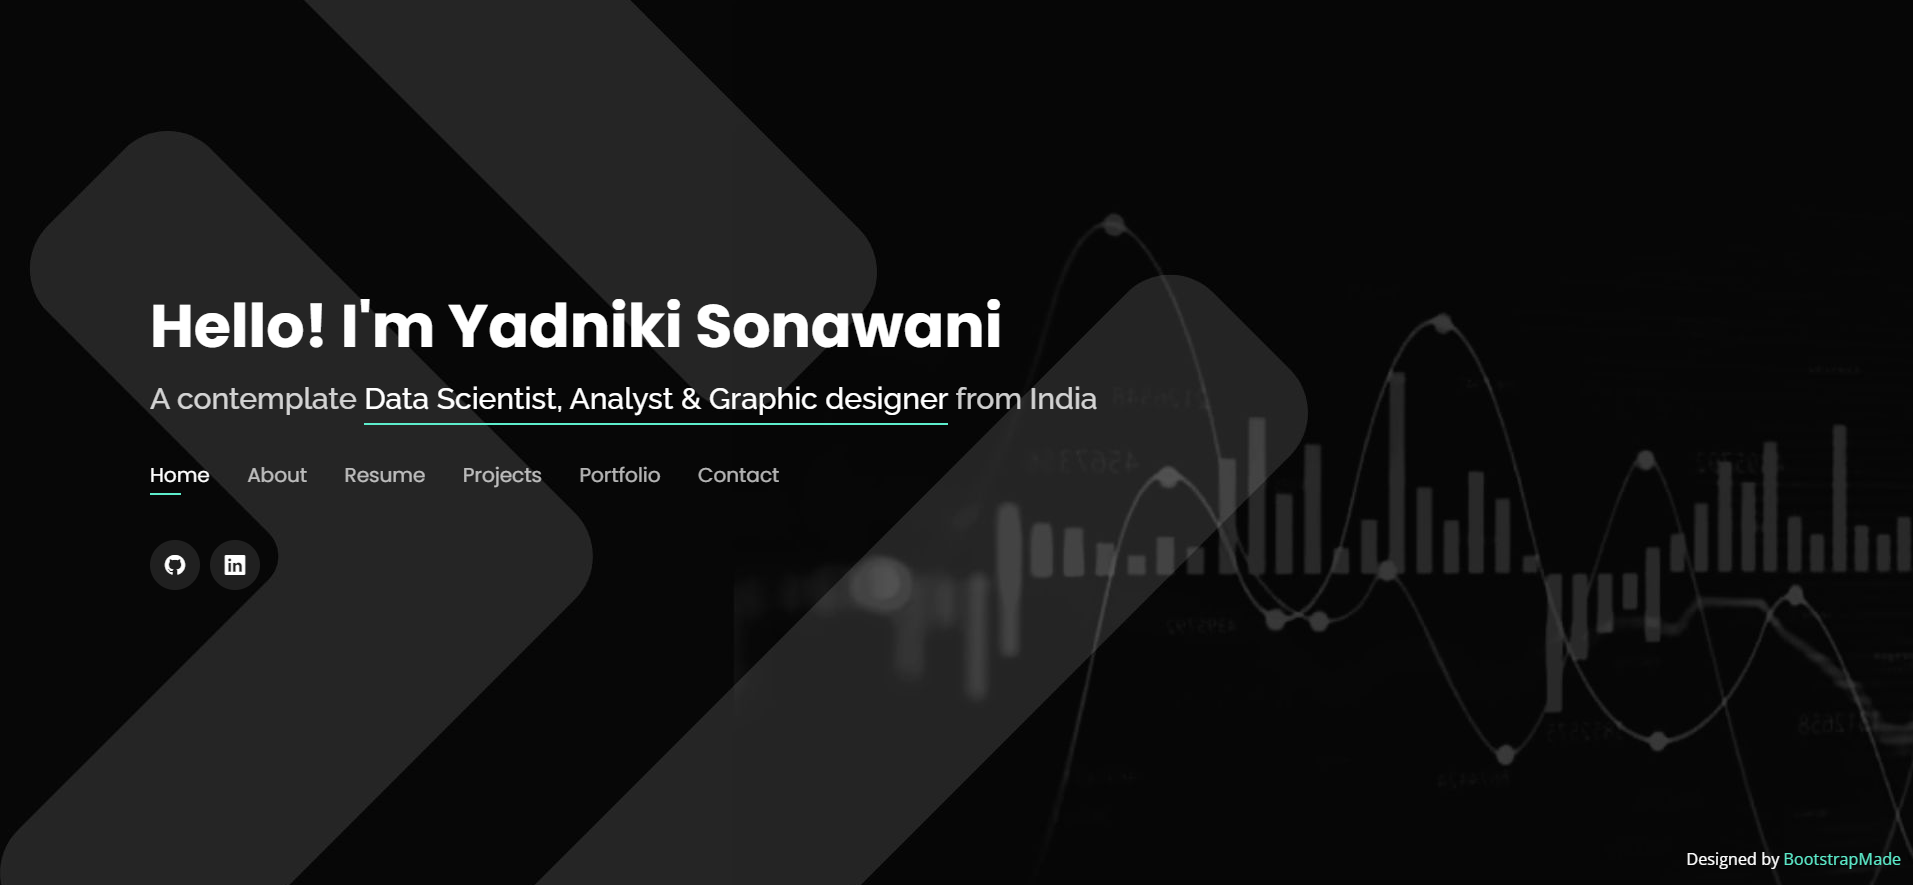 Hello! I'm Yadniki Sonawani
A contemplate Data Scientist, Analyst & Graphic designer from India
Home About Resume Projects Portfolio Contact
in
Designed by BootstrapMade